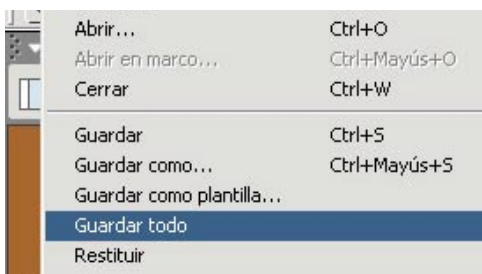 Abrir... Ctrl+O
Abrir en marco... Ctrl+Mayús+O
Cerrar Ctrl+W
Guardar Ctrl+S
Guardar como... Ctrl+Mayús+S
Guardar como plantilla...
Guardar todo
Restituir